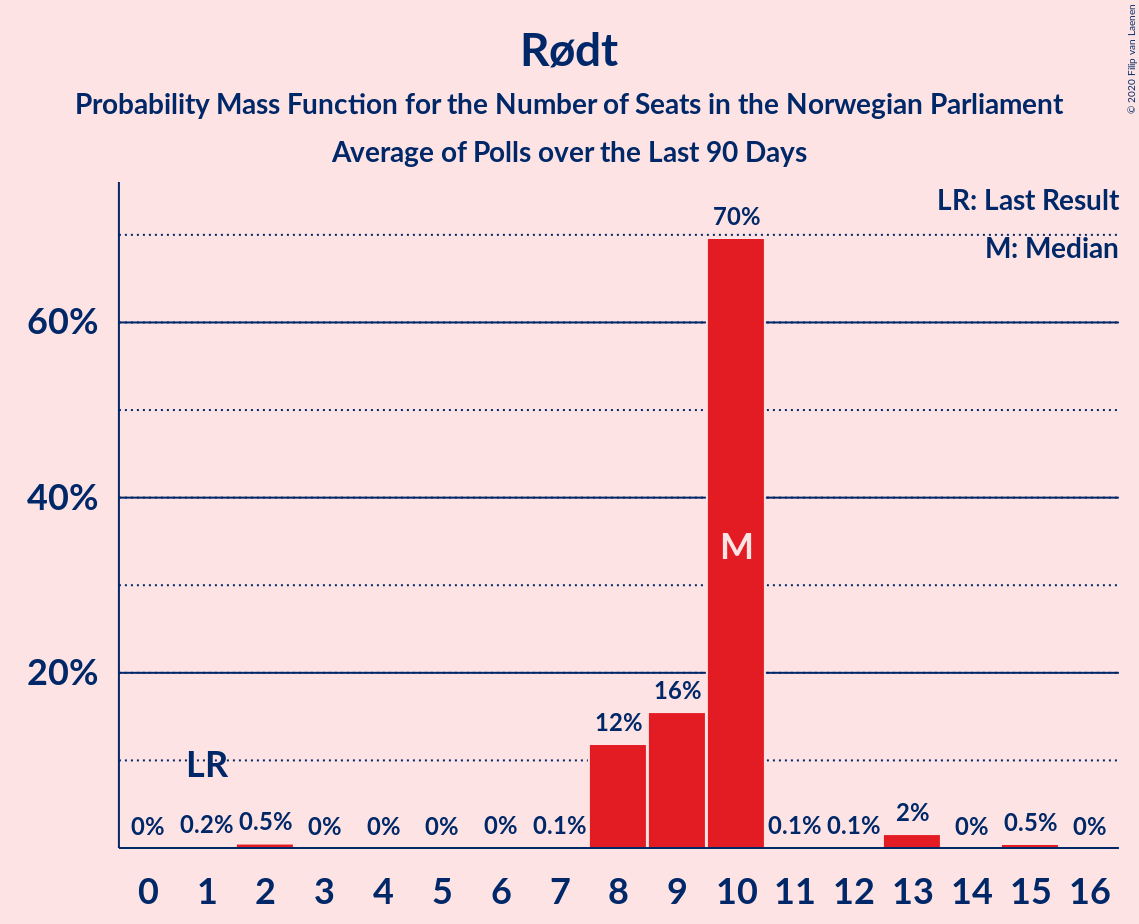 Rødt
Probability Mass Function for the Number of Seats in the Norwegian Parliament
Average of Polls over the Last 90 Days
© 2020 Filip van Laenen
LR: Last Result
M: Median
70%
60%
40%
20%
M
LR
0% 0.2% 0.5% 0% 0% 0% 0% 0.1% 12% 16% 0.1% 0.1% 2% 0% 0.5% 0%
0 1 2 3 4 5 6 7 8 9 10 11 12 13 14 15 16